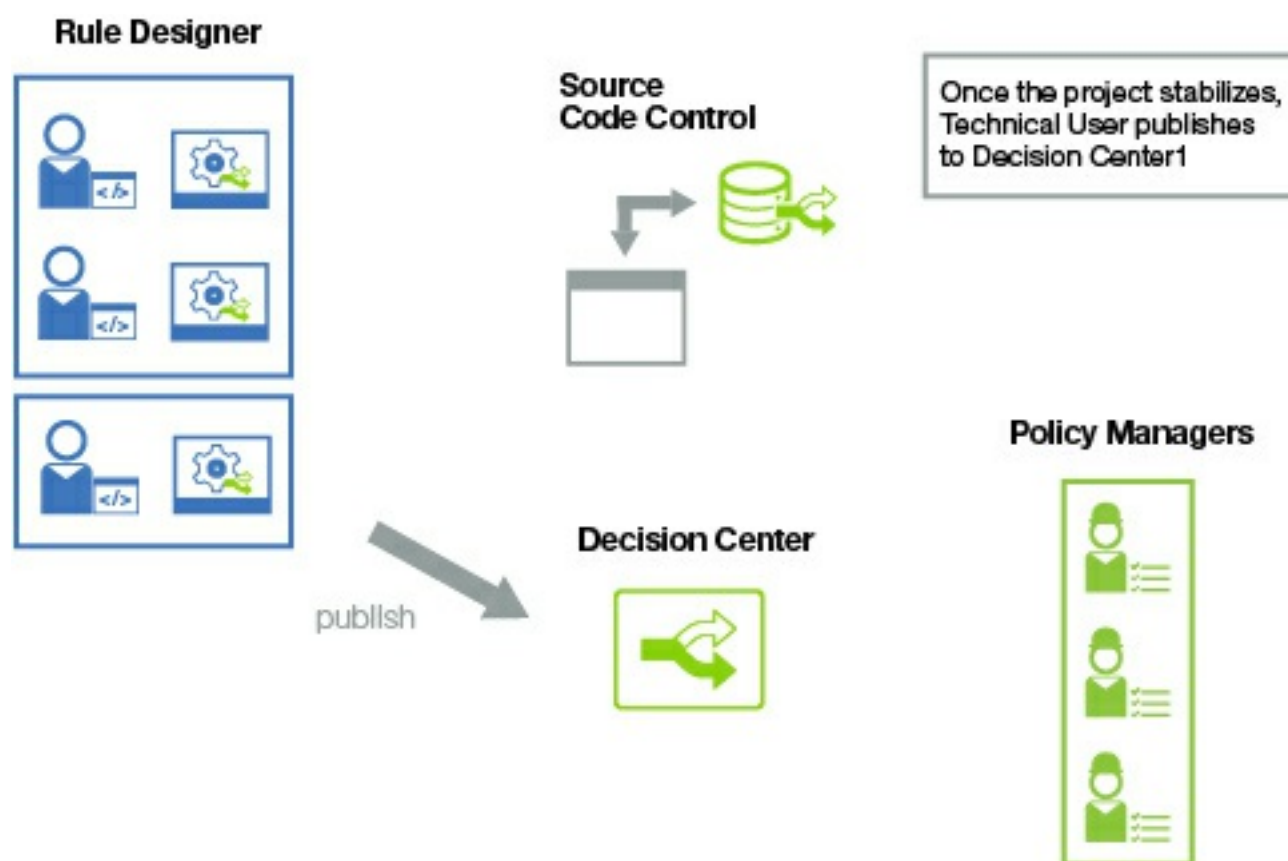 Rule Designer
Source
Code Control
Once the project stabilizes,
Technical User publishes
to Decision Center1
</>
</>
</>
Policy Managers
Decision Center
publish